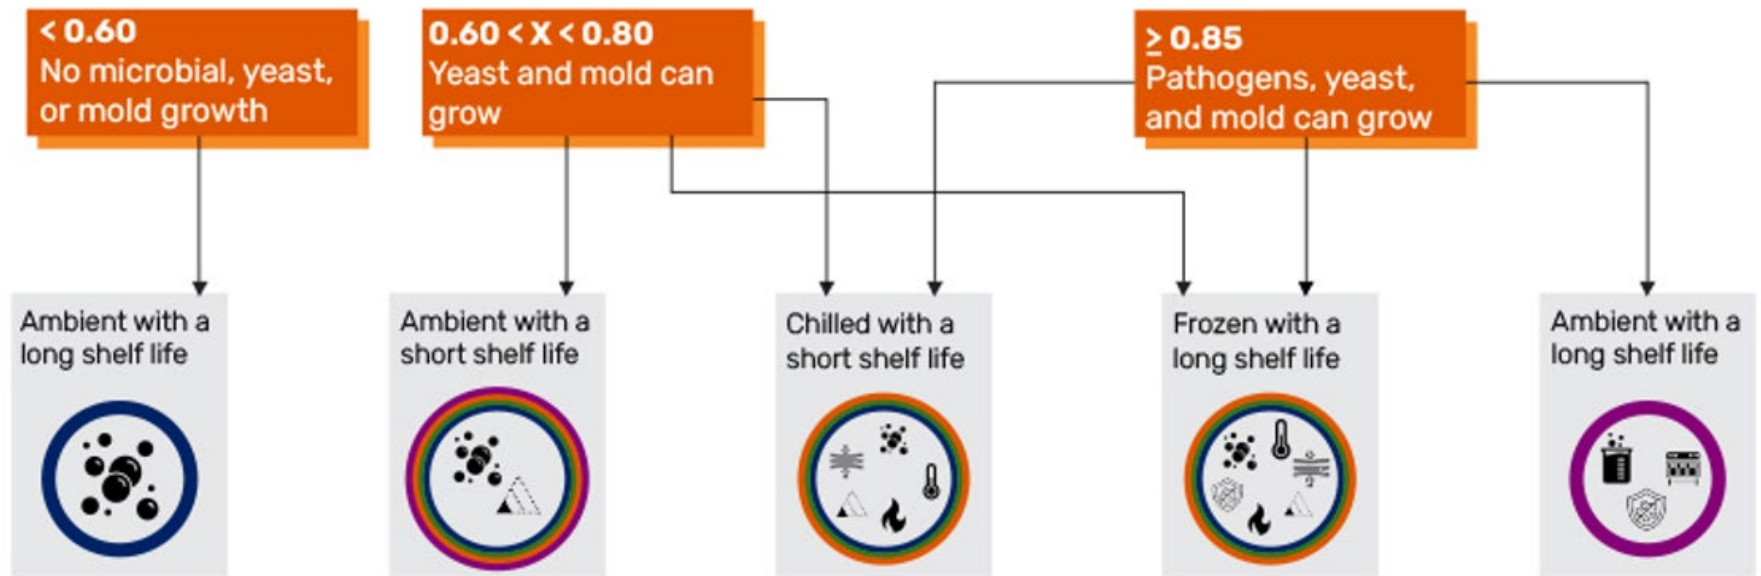 < 0.60
No microbial, yeast,
or mold growth
0.60 < X < 0.80
Yeast and mold can
grow
≥ 0.85
Pathogens, yeast,
and mold can grow
Ambient with a
long shelf life
Ambient with a
short shelf life
Chilled with a
short shelf life
Frozen with a
long shelf life
Ambient with a
long shelf life